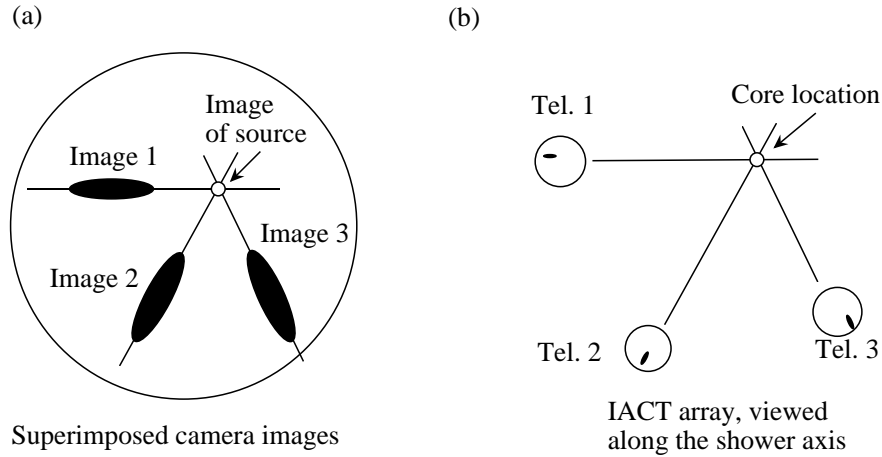 (a)
Image
of source
Image 1
Image 2
Image 3
Superimposed camera images
(b)
Core location
Tel. 1
Tel. 2
Tel. 3
IACT array, viewed
along the shower axis